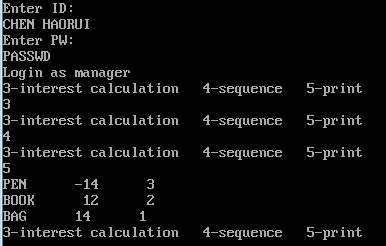 Enter ID:
CHEN HAORUI
Enter PW:
PASSWD
Login as manager
3-interest calculation   4-sequence   5-print
3
3-interest calculation   4-sequence   5-print
4
3-interest calculation   4-sequence   5-print
5
PEN      -14      3
BOOK      12      2
BAG      14      1
3-interest calculation   4-sequence   5-print